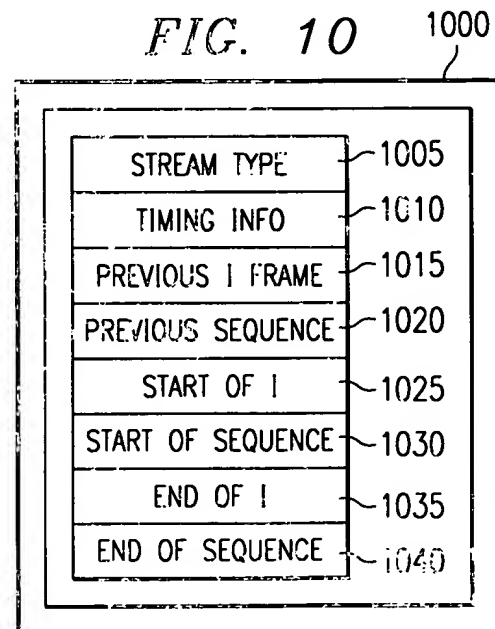 FIG. 10
1000
STREAM TYPE 1005
TIMING INFO 1010
PREVIOUS I FRAME 1015
PREVIOUS SEQUENCE 1020
START OF I 1025
START OF SEQUENCE 1030
END OF I 1035
END OF SEQUENCE 1040